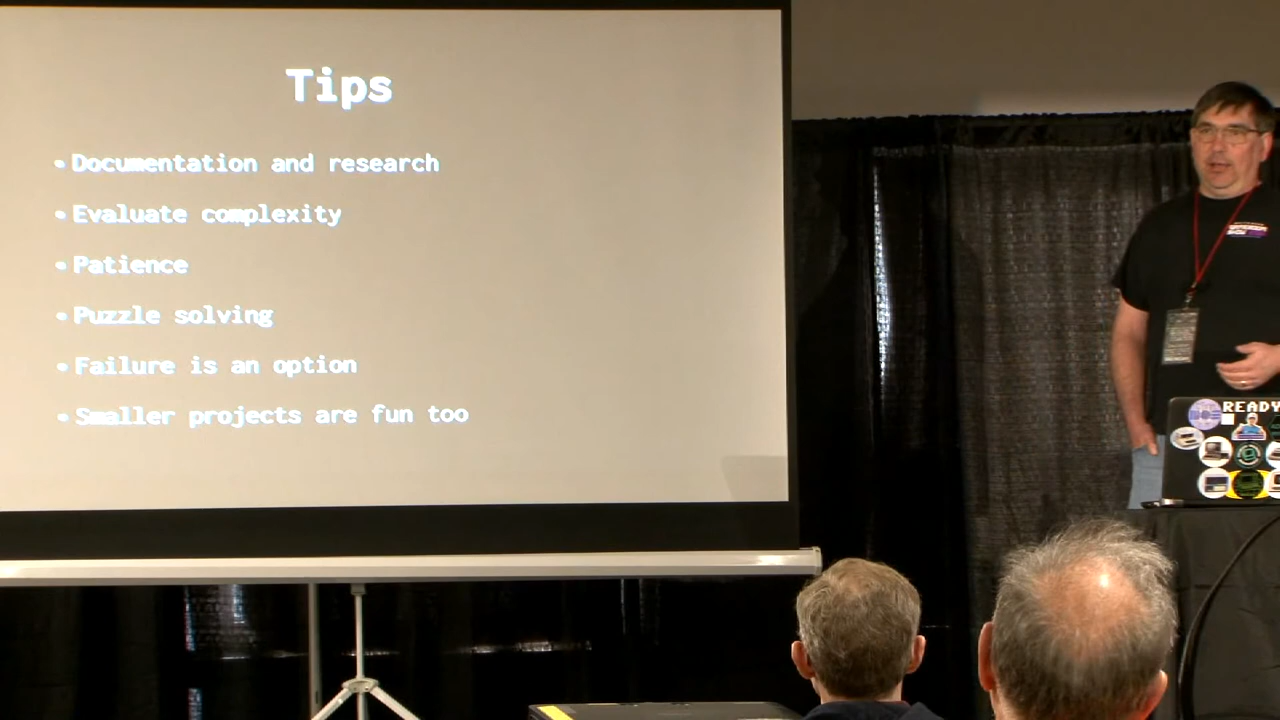 Tips
• Documentation and research
• Evaluate complexity
• Patience
• Puzzle solving
• Failure is an option
• Smaller projects are fun too
READY